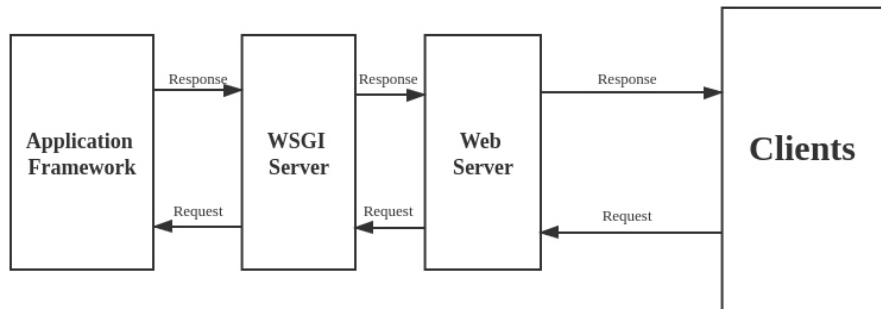 Response
Response
Response
Application
Framework
WSGI
Server
Web
Server
Clients
Request
Request
Request